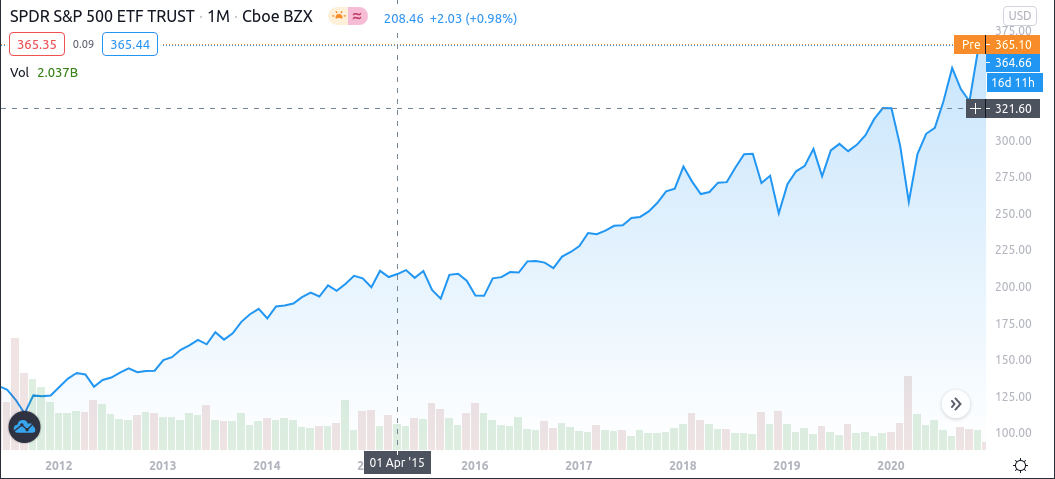 SPDR S&P 500 ETF TRUST · 1M · Cboe BZX 208.46 +2.03 (+0.98%)
USD
375.00
365.35 0.09 365.44 Pre 365.10
364.66
Vol 2.037B
16d 11h
321.60
300.00
275.00
250.00
225.00
200.00
175.00
150.00
125.00
100.00
2012 2013 2014 2 01 Apr '15 2016 2017 2018 2019 2020